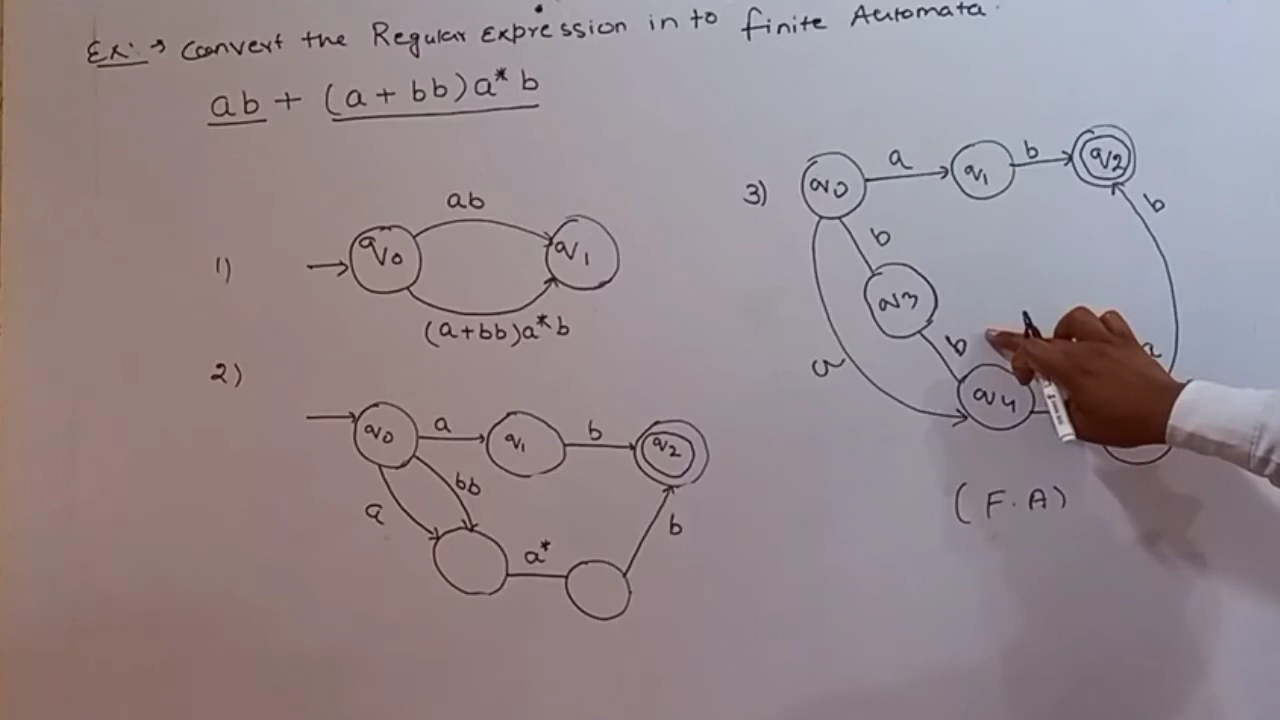 Ex:→ Convert the Regular Expression in to finite Automata.
ab + (a + bb) a* b
1)
q0
ab
q1
(a+bb)a*b
2)
q0
a
q1
b
q2
a
bb
a*
b
3)
q0
a
q1
b
q2
b
q3
b
a
q4
a
b
(F.A)